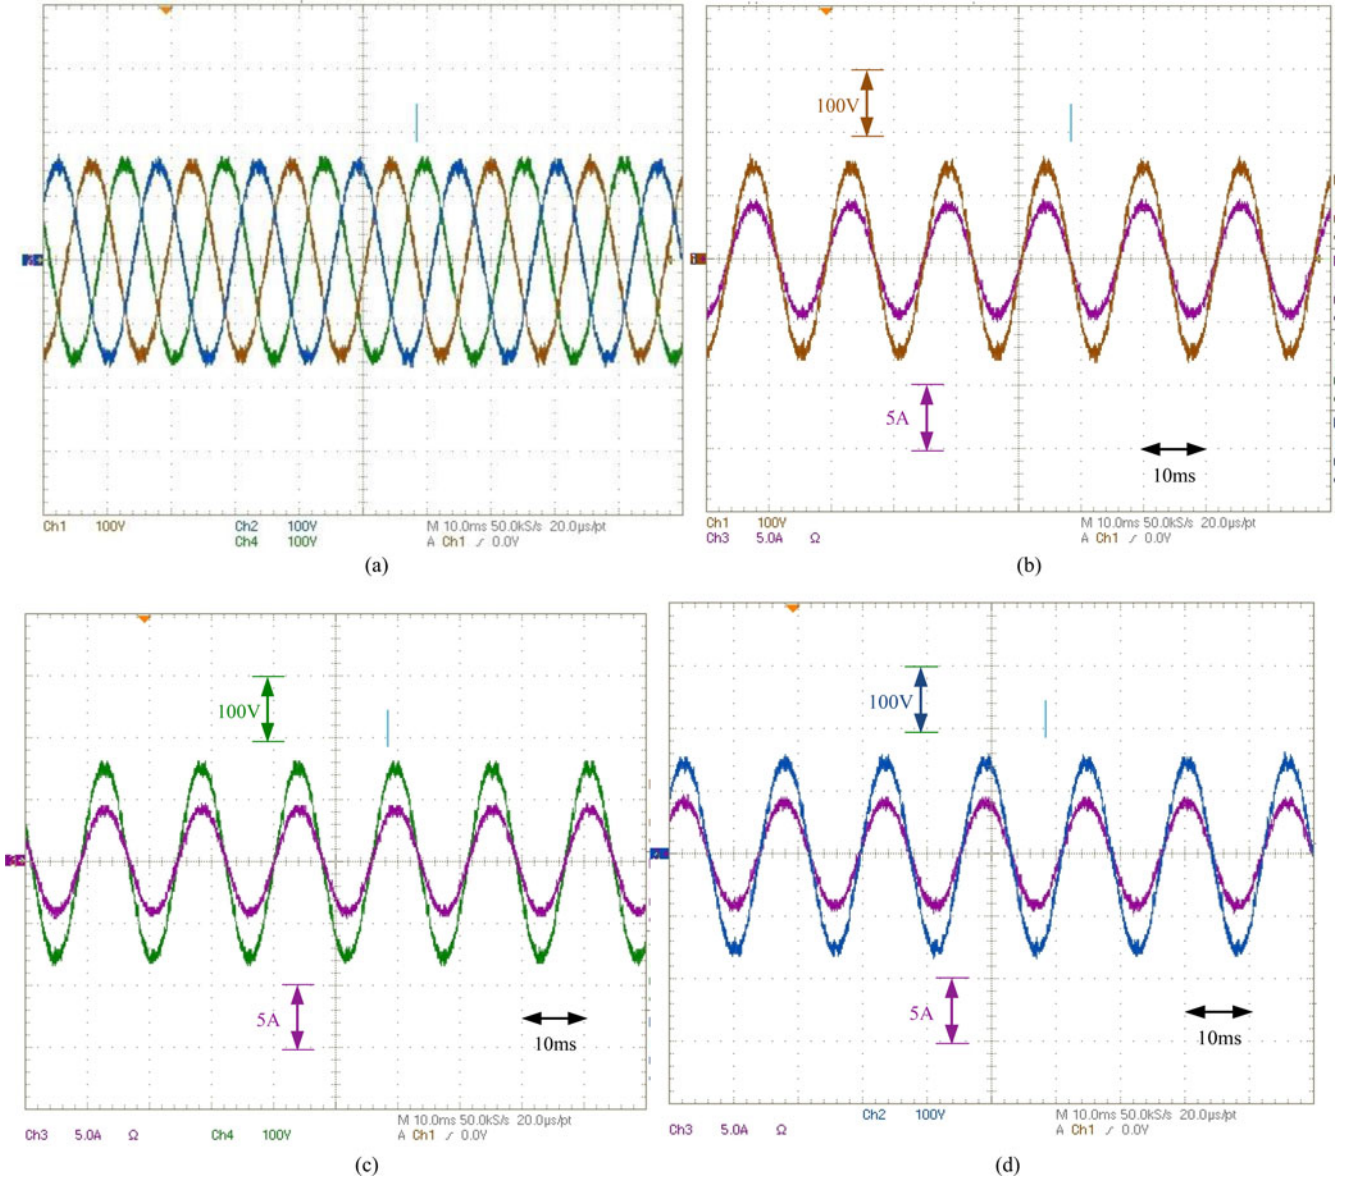 100V
5A
10ms
Ch1 100V
Ch2 100V
Ch4 100V
M 10.0ms 50.0kS/s 20.0µs/pt
A Ch1 ∫ 0.0V
Ch1 100V
Ch3 5.0A Ω
M 10.0ms 50.0kS/s 20.0µs/pt
A Ch1 ∫ 0.0V
(a)
(b)
100V
5A
10ms
100V
5A
10ms
Ch3 5.0A Ω Ch4 100V
M 10.0ms 50.0kS/s 20.0µs/pt
A Ch1 ∫ 0.0V
Ch2 100V
Ch3 5.0A Ω
M 10.0ms 50.0kS/s 20.0µs/pt
A Ch1 ∫ 0.0V
(c)
(d)